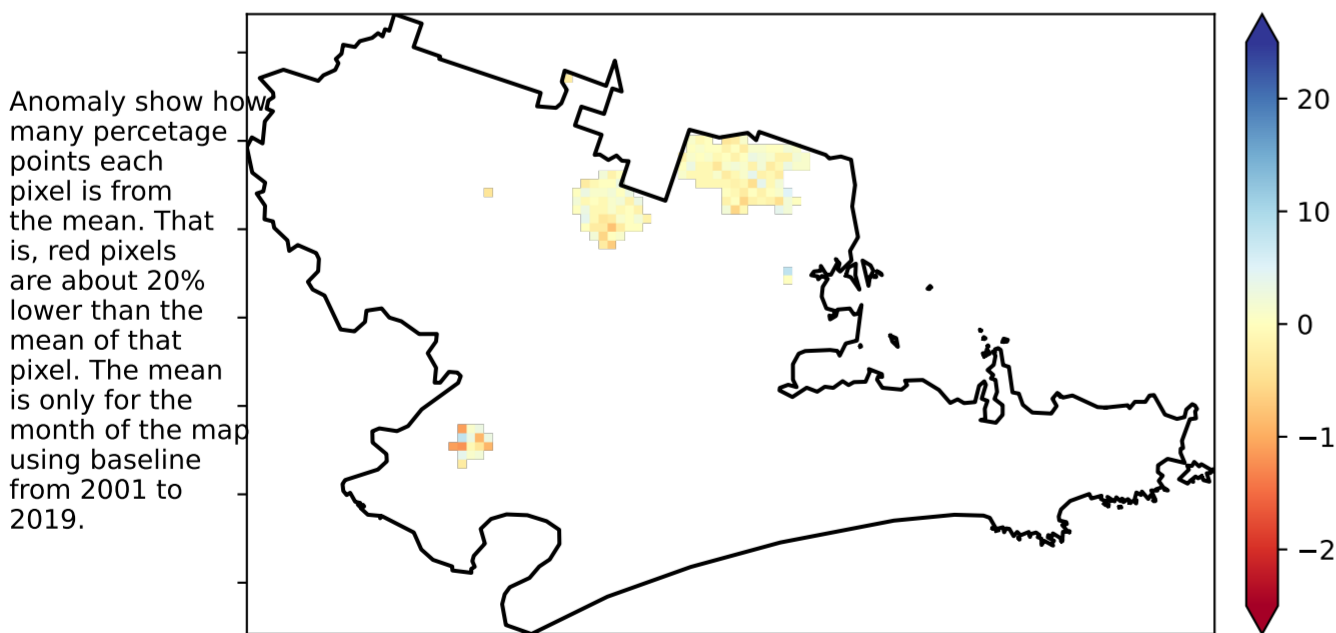 Anomaly show how
many percetage
points each
pixel is from
the mean. That
is, red pixels
are about 20%
lower than the
mean of that
pixel. The mean
is only for the
month of the map
using baseline
from 2001 to
2019.
20
10
0
−1
−2